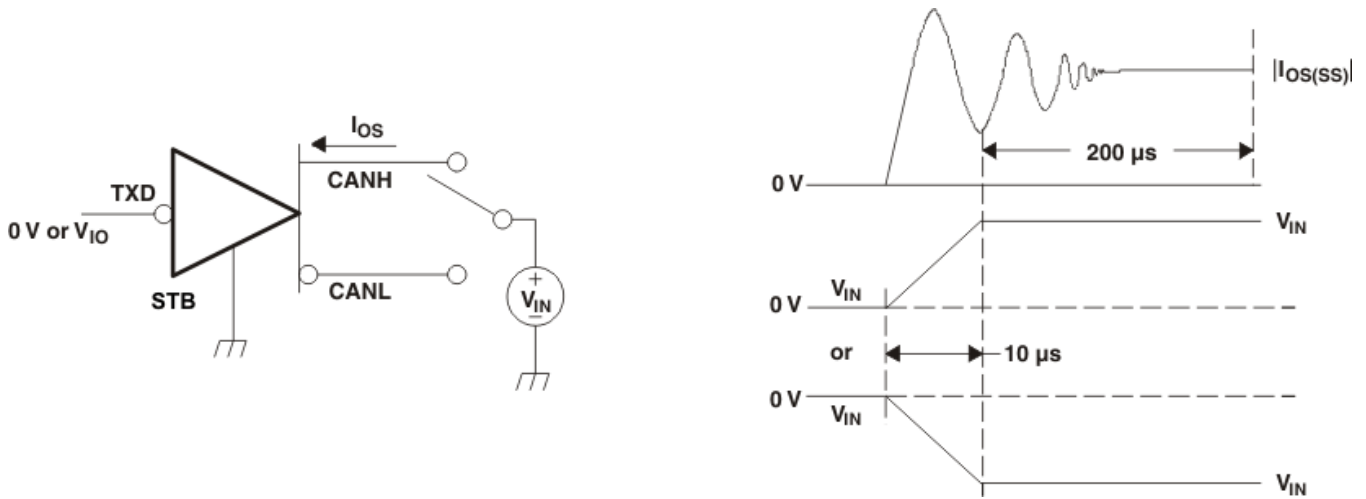 I_OS
CANH
TXD
0 V or V_IO
STB
CANL
+
V_IN
–
|I_OS(SS)|
200 µs
0 V
V_IN
V_IN
0 V
or
10 µs
0 V
V_IN
V_IN